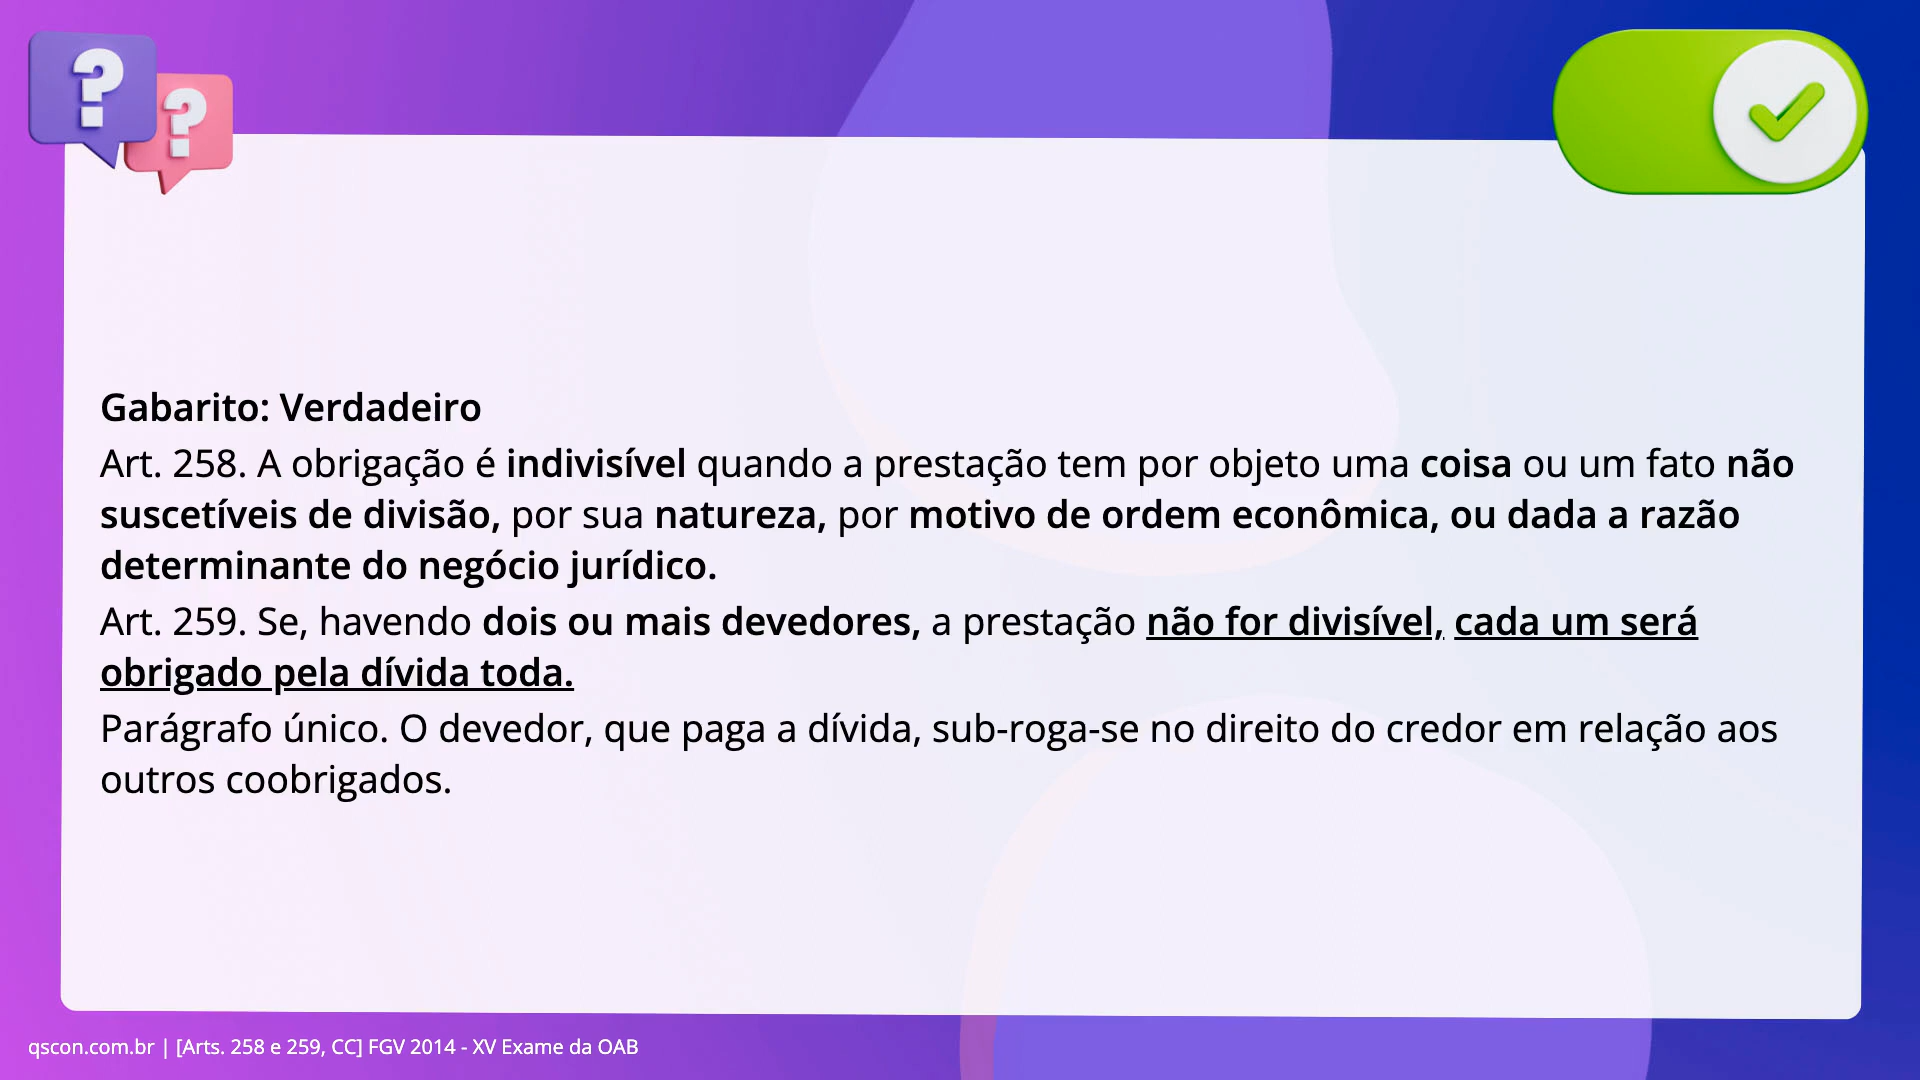 Gabarito: Verdadeiro
Art. 258. A obrigação é indivisível quando a prestação tem por objeto uma coisa ou um fato não
suscetíveis de divisão, por sua natureza, por motivo de ordem econômica, ou dada a razão
determinante do negócio jurídico.
Art. 259. Se, havendo dois ou mais devedores, a prestação não for divisível, cada um será
obrigado pela dívida toda.
Parágrafo único. O devedor, que paga a dívida, sub-roga-se no direito do credor em relação aos
outros coobrigados.
qscon.com.br | [Arts. 258 e 259, CC] FGV 2014 - XV Exame da OAB